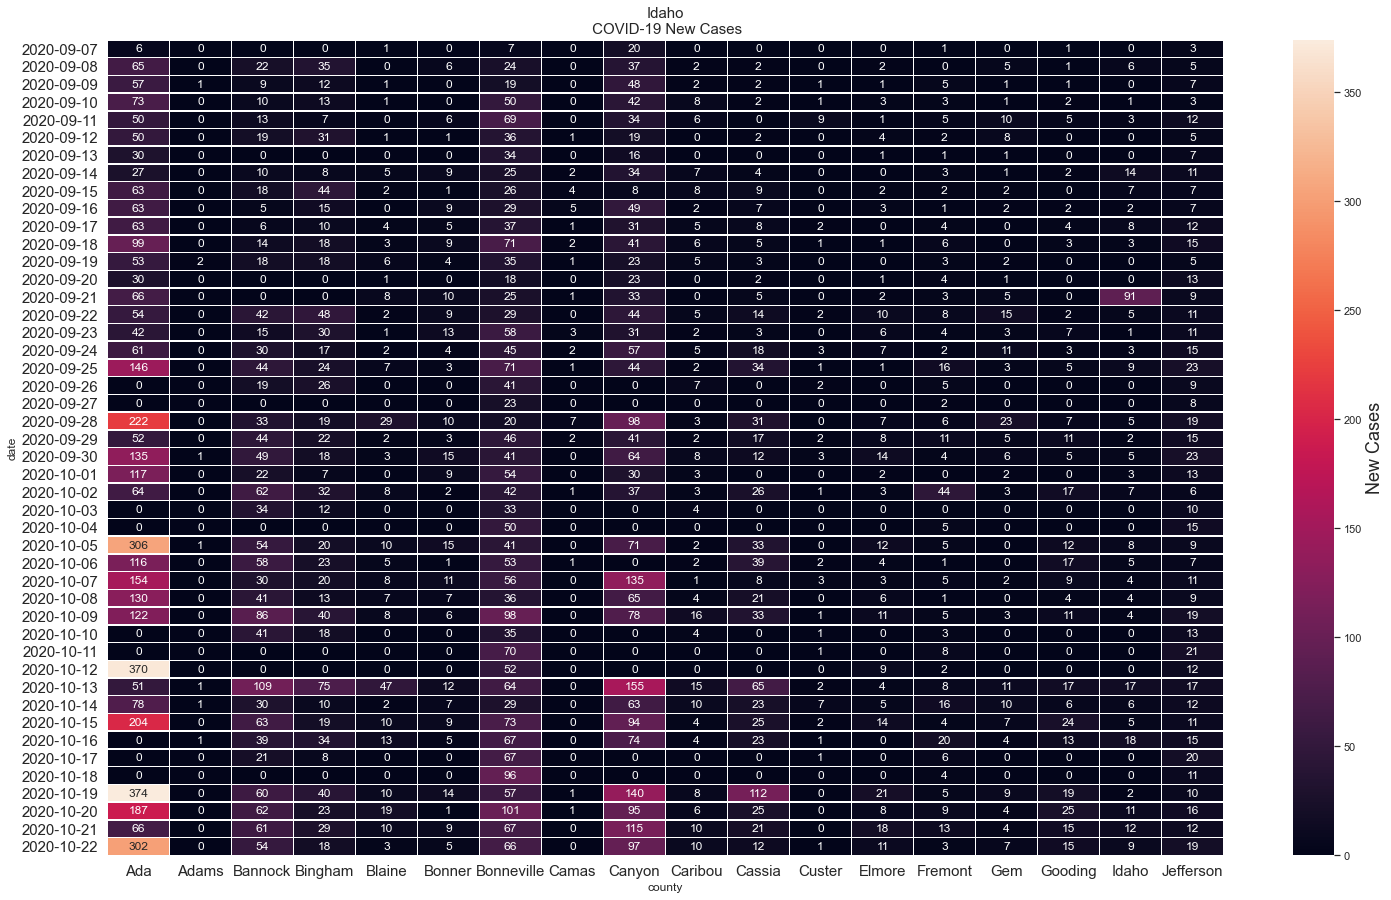 Idaho
COVID-19 New Cases
date
2020-09-07 6 0 0 0 1 0 7 0 20 0 0 0 0 1 0 1 0 3
2020-09-08 65 0 22 35 0 6 24 0 37 2 2 0 2 0 5 1 6 5
2020-09-09 57 1 9 12 1 0 19 0 48 2 2 1 1 5 1 1 0 7
2020-09-10 73 0 10 13 1 0 50 0 42 8 2 1 3 3 1 2 1 3
2020-09-11 50 0 13 7 0 6 69 0 34 6 0 9 1 5 10 5 3 12
2020-09-12 50 0 19 31 1 1 36 1 19 0 2 0 4 2 8 0 0 5
2020-09-13 30 0 0 0 0 0 34 0 16 0 0 0 1 1 1 0 0 7
2020-09-14 27 0 10 8 5 9 25 2 34 7 4 0 0 3 1 2 14 11
2020-09-15 63 0 18 44 2 1 26 4 8 8 9 0 2 2 2 0 7 7
2020-09-16 63 0 5 15 0 9 29 5 49 2 7 0 3 1 2 2 2 7
2020-09-17 63 0 6 10 4 5 37 1 31 5 8 2 0 4 0 4 8 12
2020-09-18 99 0 14 18 3 9 71 2 41 6 5 1 1 6 0 3 3 15
2020-09-19 53 2 18 18 6 4 35 1 23 5 3 0 0 3 2 0 0 5
2020-09-20 30 0 0 0 1 0 18 0 23 0 2 0 1 4 1 0 0 13
2020-09-21 66 0 0 0 8 10 25 1 33 0 5 0 2 3 5 0 91 9
2020-09-22 54 0 42 48 2 9 29 0 44 5 14 2 10 8 15 2 5 11
2020-09-23 42 0 15 30 1 13 58 3 31 2 3 0 6 4 3 7 1 11
2020-09-24 61 0 30 17 2 4 45 2 57 5 18 3 7 2 11 3 3 15
2020-09-25 146 0 44 24 7 3 71 1 44 2 34 1 1 16 3 5 9 23
2020-09-26 0 0 19 26 0 0 41 0 0 7 0 2 0 5 0 0 0 9
2020-09-27 0 0 0 0 0 0 23 0 0 0 0 0 0 2 0 0 0 8
2020-09-28 222 0 33 19 29 10 20 7 98 3 31 0 7 6 23 7 5 19
2020-09-29 52 0 44 22 2 3 46 2 41 2 17 2 8 11 5 11 2 15
2020-09-30 135 1 49 18 3 15 41 0 64 8 12 3 14 4 6 5 5 23
2020-10-01 117 0 22 7 0 9 54 0 30 3 0 0 2 0 2 0 3 13
2020-10-02 64 0 62 32 8 2 42 1 37 3 26 1 3 44 3 17 7 6
2020-10-03 0 0 34 12 0 0 33 0 0 4 0 0 0 0 0 0 0 10
2020-10-04 0 0 0 0 0 0 50 0 0 0 0 0 0 5 0 0 0 15
2020-10-05 306 1 54 20 10 15 41 0 71 2 33 0 12 5 0 12 8 9
2020-10-06 116 0 58 23 5 1 53 1 0 2 39 2 4 1 0 17 5 7
2020-10-07 154 0 30 20 8 11 56 0 135 1 8 3 3 5 2 9 4 11
2020-10-08 130 0 41 13 7 7 36 0 65 4 21 0 6 1 0 4 4 9
2020-10-09 122 0 86 40 8 6 98 0 78 16 33 1 11 5 3 11 4 19
2020-10-10 0 0 41 18 0 0 35 0 0 4 0 1 0 3 0 0 0 13
2020-10-11 0 0 0 0 0 0 70 0 0 0 0 1 0 8 0 0 0 21
2020-10-12 370 0 0 0 0 0 52 0 0 0 0 0 9 2 0 0 0 12
2020-10-13 51 1 109 75 47 12 64 0 155 15 65 2 4 8 11 17 17 17
2020-10-14 78 1 30 10 2 7 29 0 63 10 23 7 5 16 10 6 6 12
2020-10-15 204 0 63 19 10 9 73 0 94 4 25 2 14 4 7 24 5 11
2020-10-16 0 1 39 34 13 5 67 0 74 4 23 1 0 20 4 13 18 15
2020-10-17 0 0 21 8 0 0 67 0 0 0 0 1 0 6 0 0 0 20
2020-10-18 0 0 0 0 0 0 96 0 0 0 0 0 0 4 0 0 0 11
2020-10-19 374 0 60 40 10 14 57 1 140 8 112 0 21 5 9 19 2 10
2020-10-20 187 0 62 23 19 1 101 1 95 6 25 0 8 9 4 25 11 16
2020-10-21 66 0 61 29 10 9 67 0 115 10 21 0 18 13 4 15 12 12
2020-10-22 302 0 54 18 3 5 66 0 97 10 12 1 11 3 7 15 9 19
Ada Adams Bannock Bingham Blaine Bonner Bonneville Camas Canyon Caribou Cassia Custer Elmore Fremont Gem Gooding Idaho Jefferson
county
350
300
250
200
150
100
50
0
New Cases